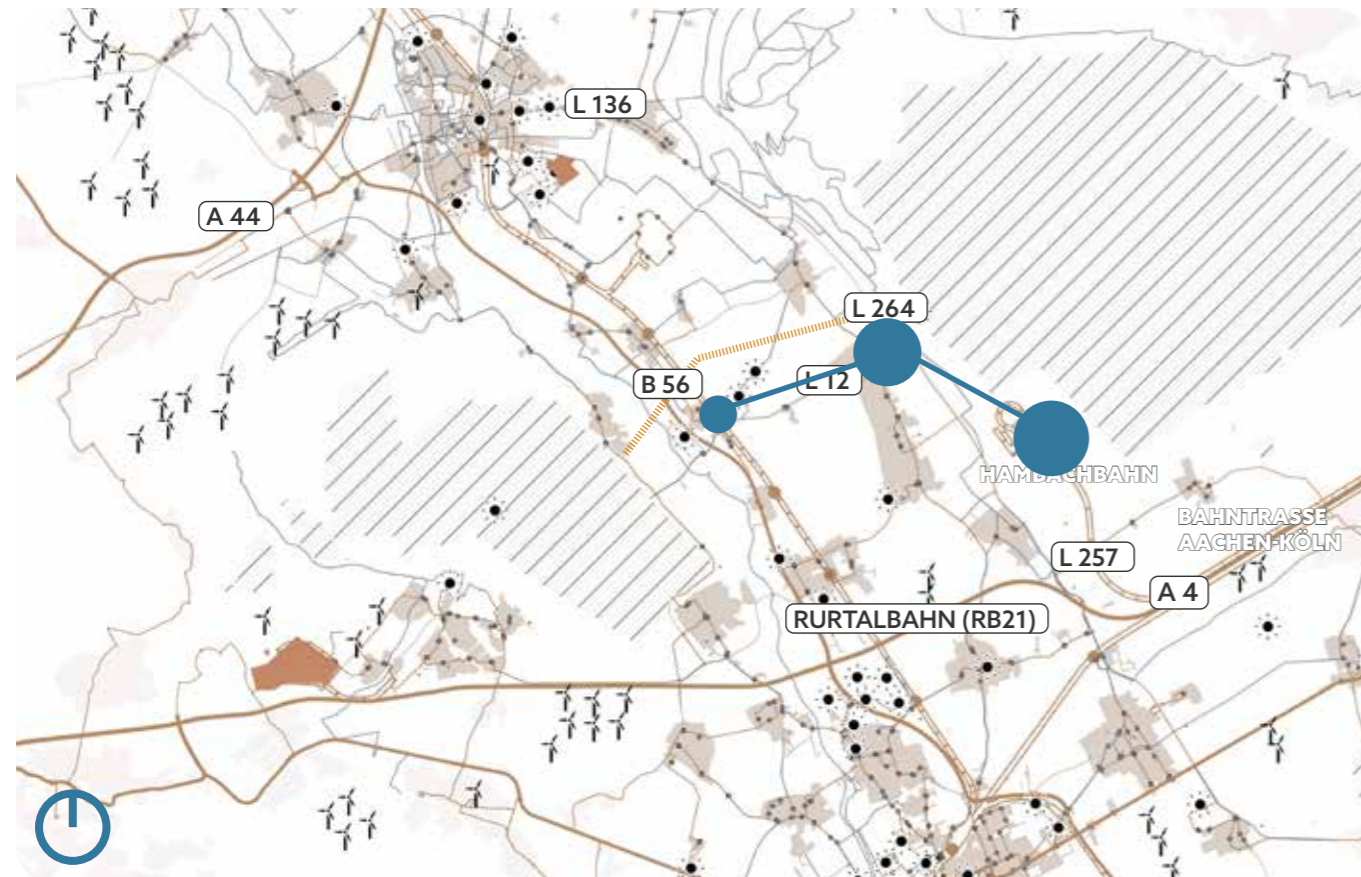 L 136
A 44
L 264
B 56
L 12
HAMBACHBAHN
BAHNTRASSE
AACHEN-KÖLN
L 257
A 4
RURTALBAHN (RB21)